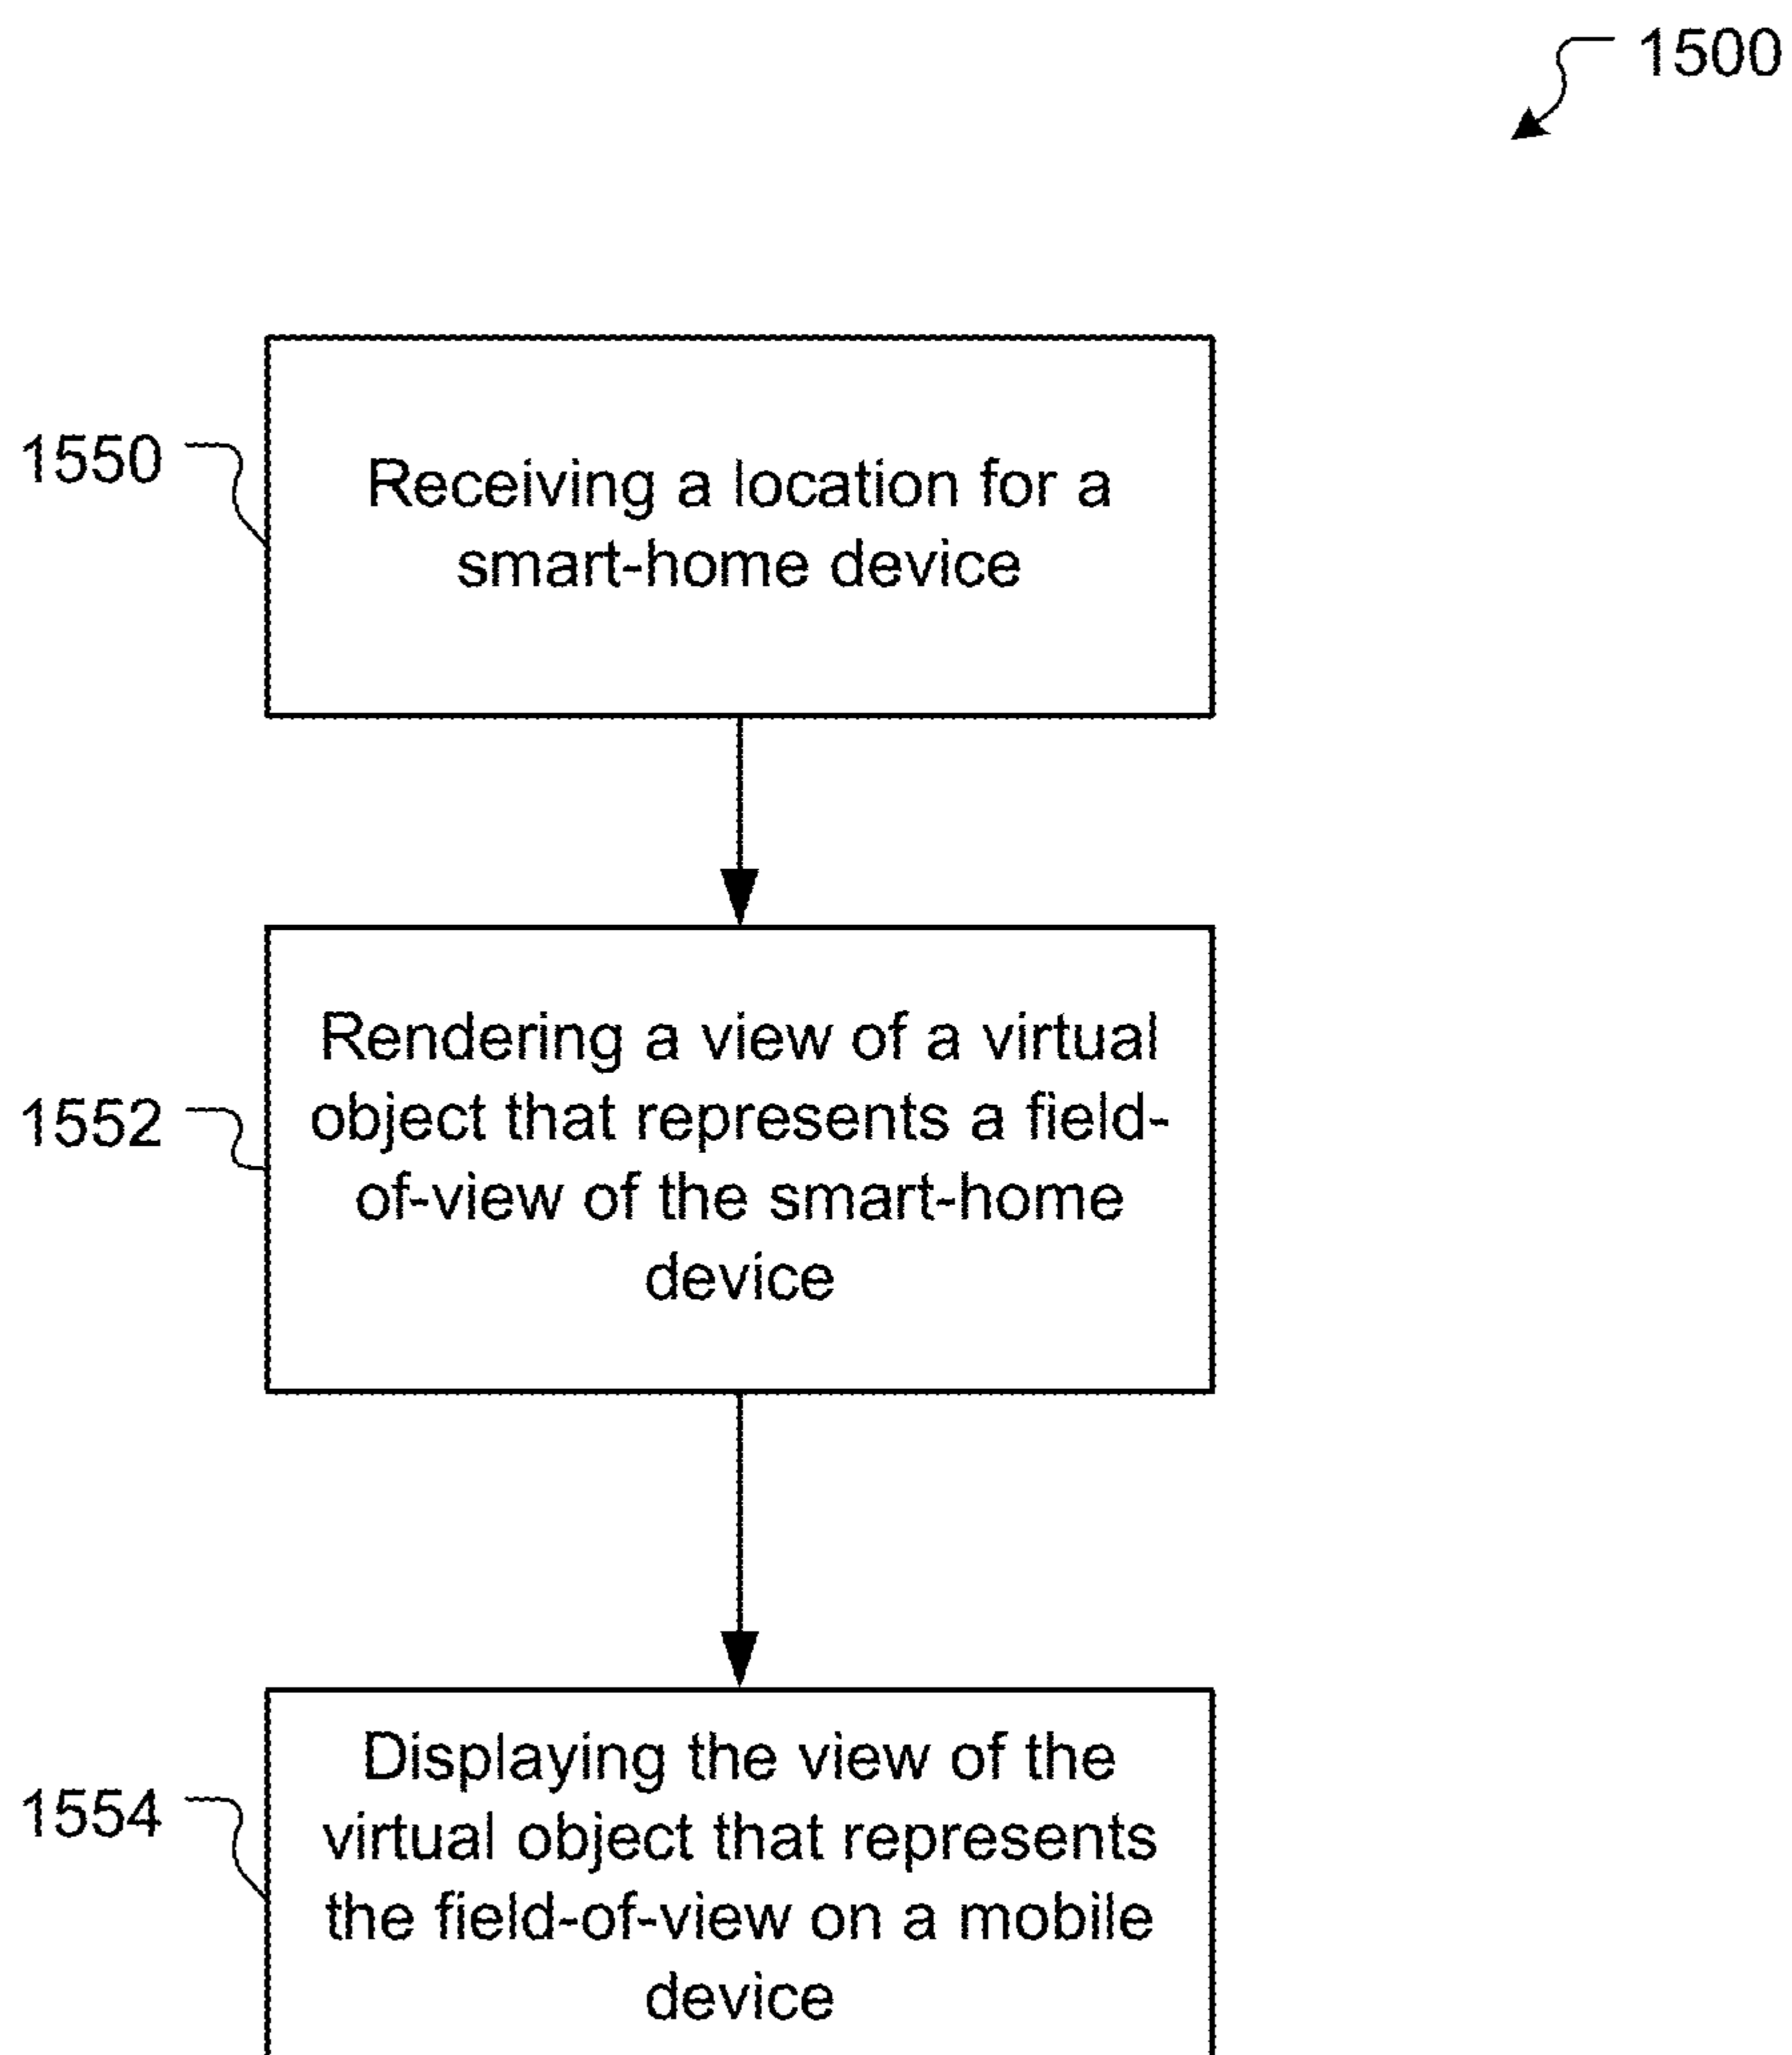 1500
1550
Receiving a location for a
smart-home device
1552
Rendering a view of a virtual
object that represents a field-
of-view of the smart-home
device
1554
Displaying the view of the
virtual object that represents
the field-of-view on a mobile
device